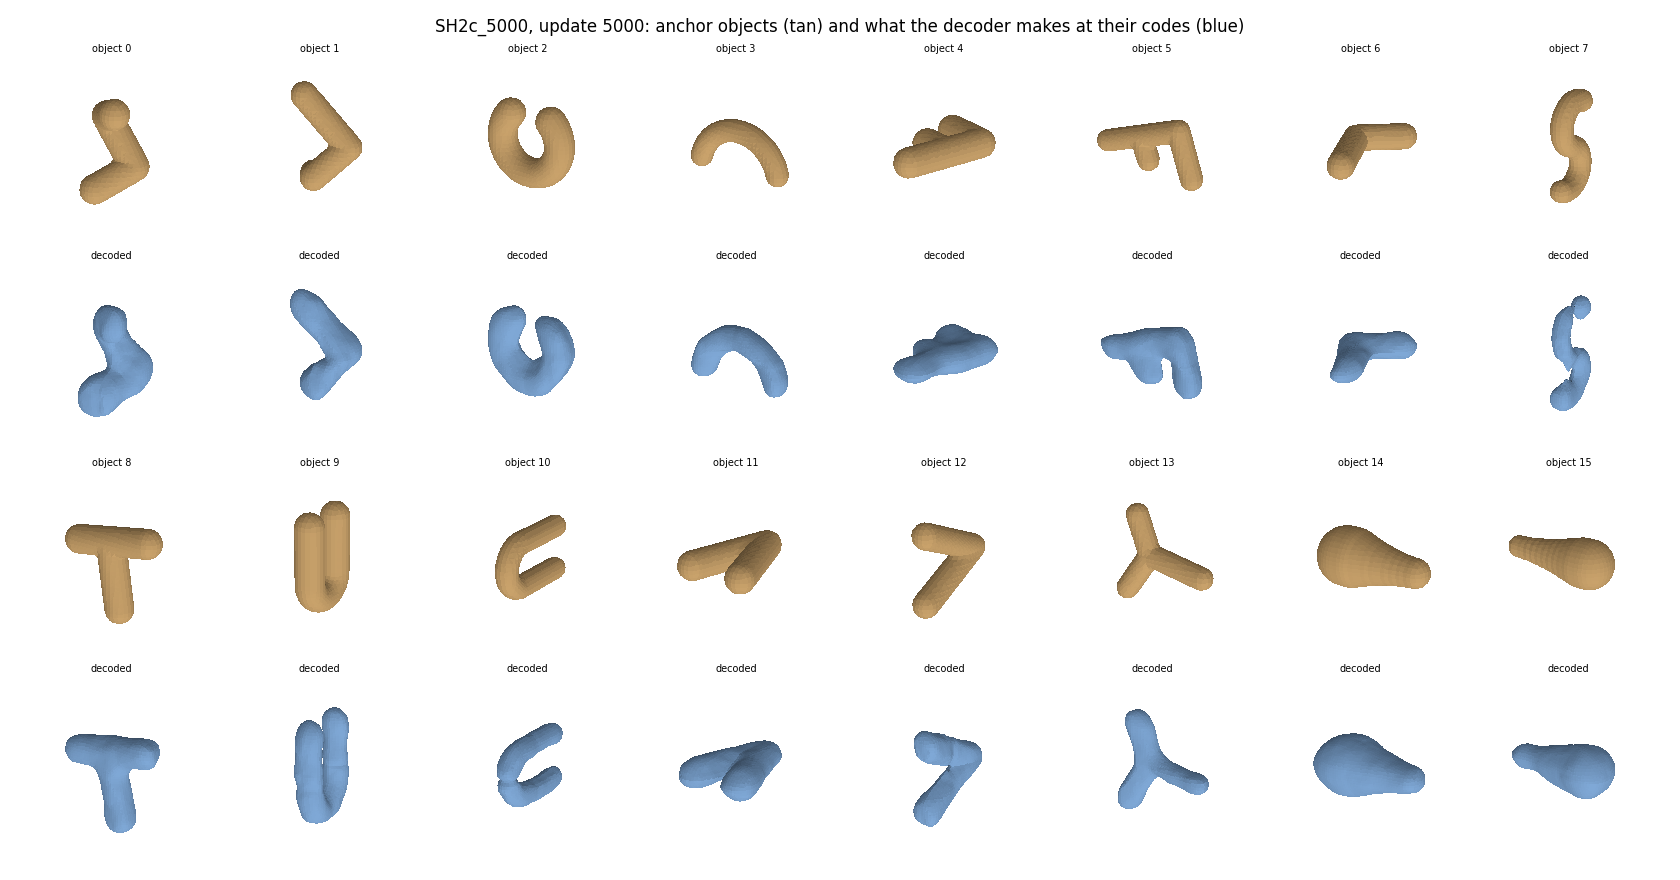 SH2c_5000, update 5000: anchor objects (tan) and what the decoder makes at their codes (blue)
object 0 object 1 object 2 object 3 object 4 object 5 object 6 object 7
decoded decoded decoded decoded decoded decoded decoded decoded
object 8 object 9 object 10 object 11 object 12 object 13 object 14 object 15
decoded decoded decoded decoded decoded decoded decoded decoded